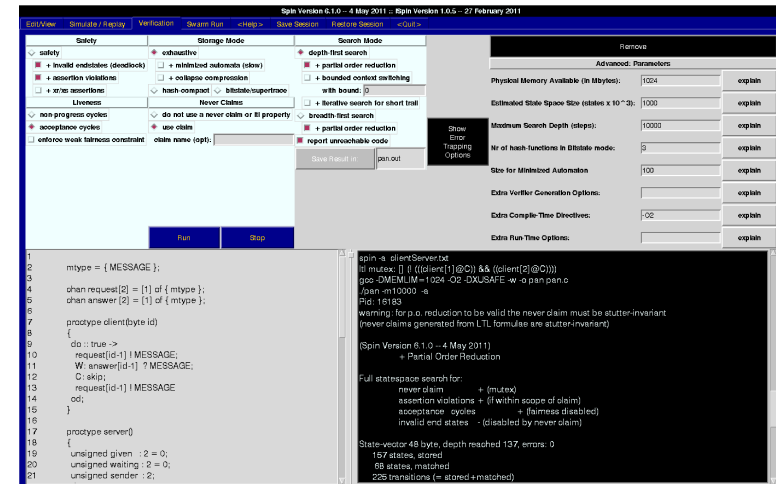 Spin Version 6.1.0 -- 4 May 2011 :: iSpin Version 1.0.5 -- 27 February 2011
Edit/View Simulate / Replay Verification Swarm Run <Help> Save Session Restore Session <Quit>
Safety
safety
+ invalid endstates (deadlock)
+ assertion violations
+ xr/xs assertions
Liveness
non-progress cycles
acceptance cycles
enforce weak fairness constraint
Storage Mode
exhaustive
+ minimized automata (slow)
+ collapse compression
hash-compact bitstate/supertrace
Never Claims
do not use a never claim or ltl property
use claim
claim name (opt):
Search Mode
depth-first search
+ partial order reduction
+ bounded context switching
with bound: 0
+ iterative search for short trail
breadth-first search
+ partial order reduction
report unreachable code
Save Result in pan.out
Run Stop
Show
Error
Trapping
Options
Remove
Advanced: Parameters
Physical Memory Available (in Mbytes): 1024 explain
Estimated State Space Size (states x 10^3): 1000 explain
Maximum Search Depth (steps): 10000 explain
Nr of hash-functions in Bitstate mode: 3 explain
Size for Minimized Automaton 100 explain
Extra Verifier Generation Options: explain
Extra Compile-Time Directives: -O2 explain
Extra Run-Time Options: explain
1
2 mtype = { MESSAGE };
3
4 chan request[2] = [1] of { mtype };
5 chan answer [2] = [1] of { mtype };
6
7 proctype client(byte id)
8 {
9 do :: true ->
10 request[id-1] ! MESSAGE;
11 W: answer[id-1] ? MESSAGE;
12 C: skip;
13 request[id-1] ! MESSAGE
14 od;
15 }
16
17 proctype server()
18 {
19 unsigned given : 2 = 0;
20 unsigned waiting : 2 = 0;
21 unsigned sender : 2;
spin -a clientServer.txt
ltl mutex: [] (! (((client[1]@C)) && ((client[2]@C))))
gcc -DMEMLIM=1024 -O2 -DXUSAFE -w -o pan pan.c
./pan -m10000 -a
Pid: 16183
warning: for p.o. reduction to be valid the never claim must be stutter-invariant
(never claims generated from LTL formulae are stutter-invariant)
(Spin Version 6.1.0 -- 4 May 2011)
+ Partial Order Reduction
Full statespace search for:
never claim + (mutex)
assertion violations + (if within scope of claim)
acceptance cycles + (fairness disabled)
invalid end states - (disabled by never claim)
State-vector 48 byte, depth reached 137, errors: 0
157 states, stored
68 states, matched
225 transitions (= stored+matched)